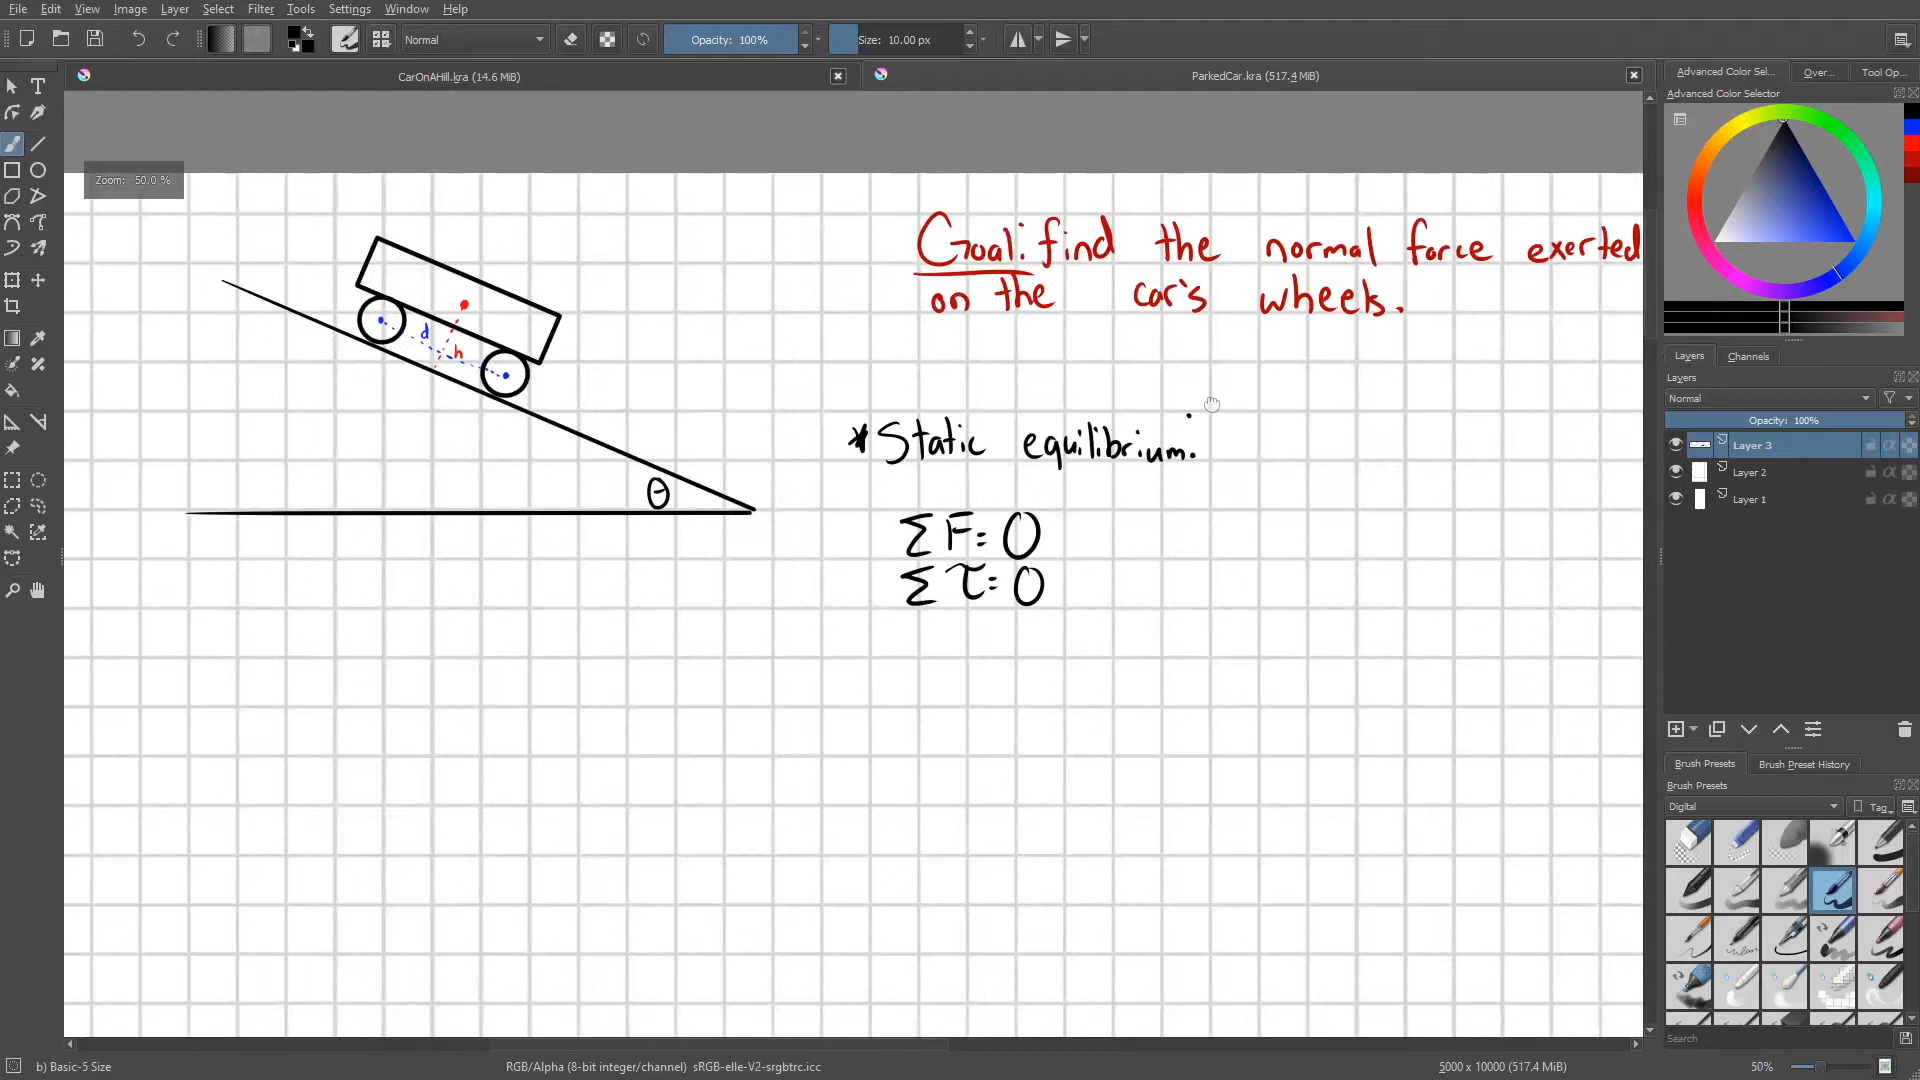 File Edit View Image Layer Select Filter Tools Settings Window Help
Normal
Opacity: 100%
Size: 10.00 px
CarOnAHill.kra (14.6 MiB)
ParkedCar.kra (517.4 MiB)
Advanced Color Sel... Over... Tool Op...
Advanced Color Selector
Zoom: 50.0 %
Goal: find the normal force exerted
on the car's wheels.
d
h
θ
*Static equilibrium.
Σ F = 0
Σ τ = 0
Layers Channels
Layers
Normal
Opacity: 100%
Layer 3
Layer 2
Layer 1
Brush Presets Brush Preset History
Brush Presets
Digital
Tag
Search
b) Basic-5 Size
RGB/Alpha (8-bit integer/channel) sRGB-elle-V2-srgbtrc.icc
5000 x 10000 (517.4 MiB)
50%